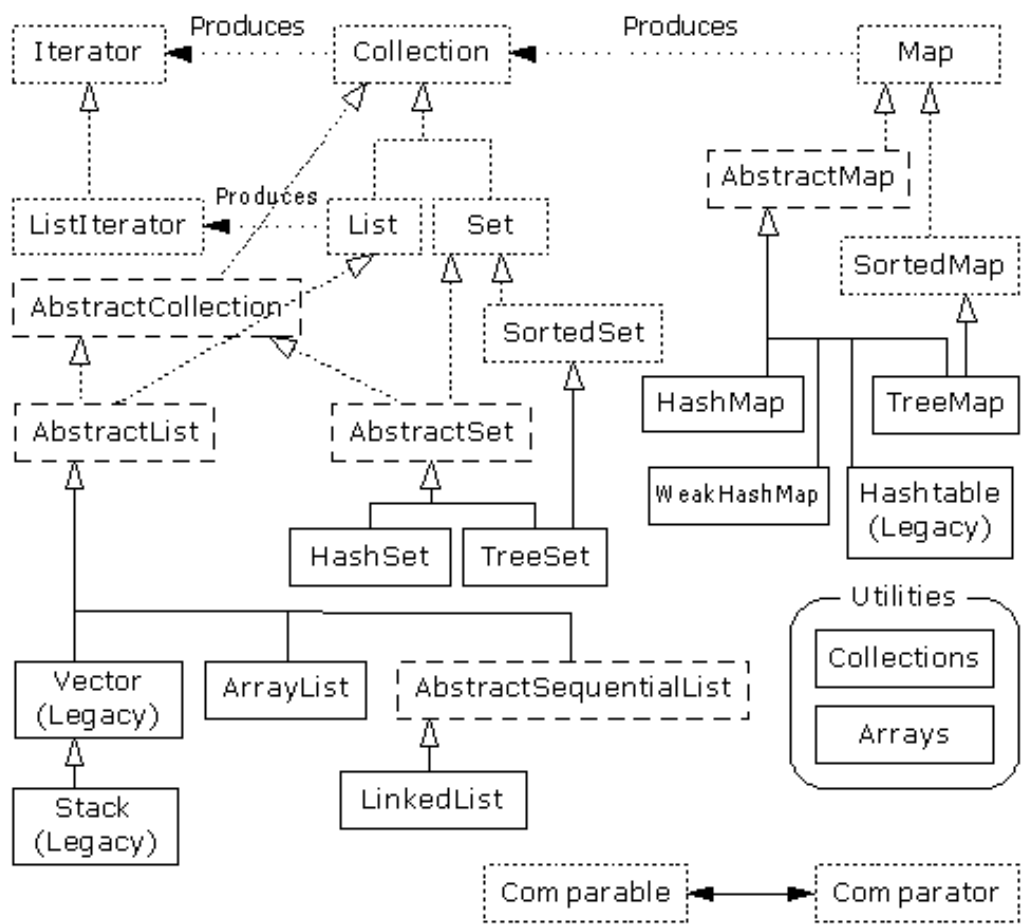 Produces
Produces
Iterator
Collection
Map
AbstractMap
Produces
ListIterator
List
Set
SortedMap
AbstractCollection
SortedSet
HashMap
TreeMap
AbstractList
AbstractSet
WeakHashMap
Hashtable
(Legacy)
HashSet
TreeSet
Utilities
Collections
Vector
(Legacy)
ArrayList
AbstractSequentialList
Arrays
Stack
(Legacy)
LinkedList
Comparable
Comparator